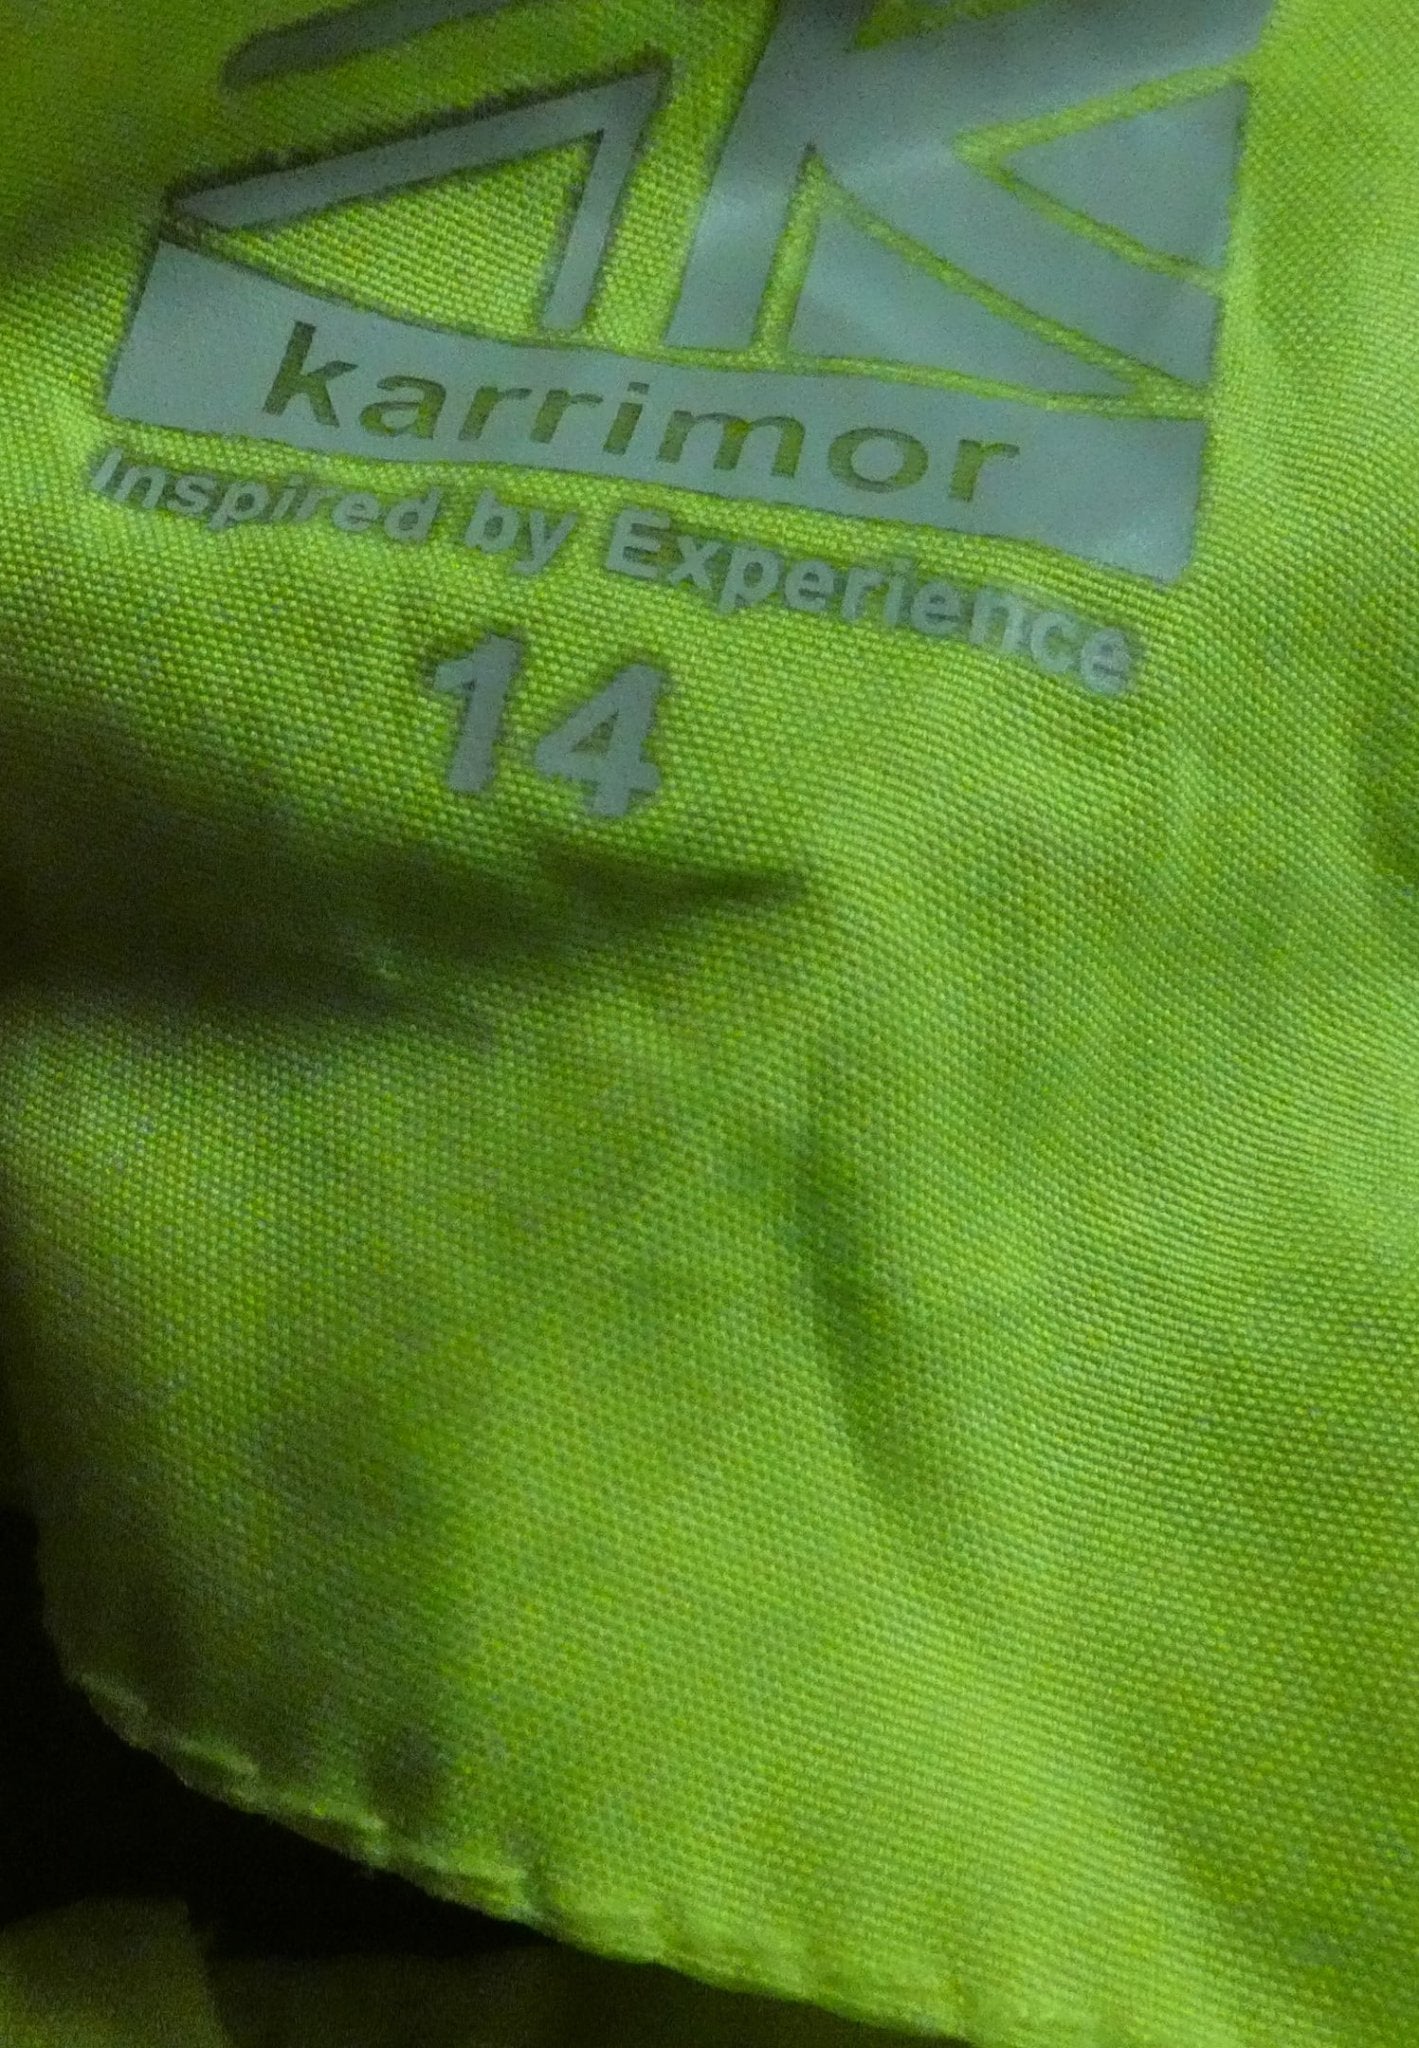 karrimor
Inspired by Experience
14